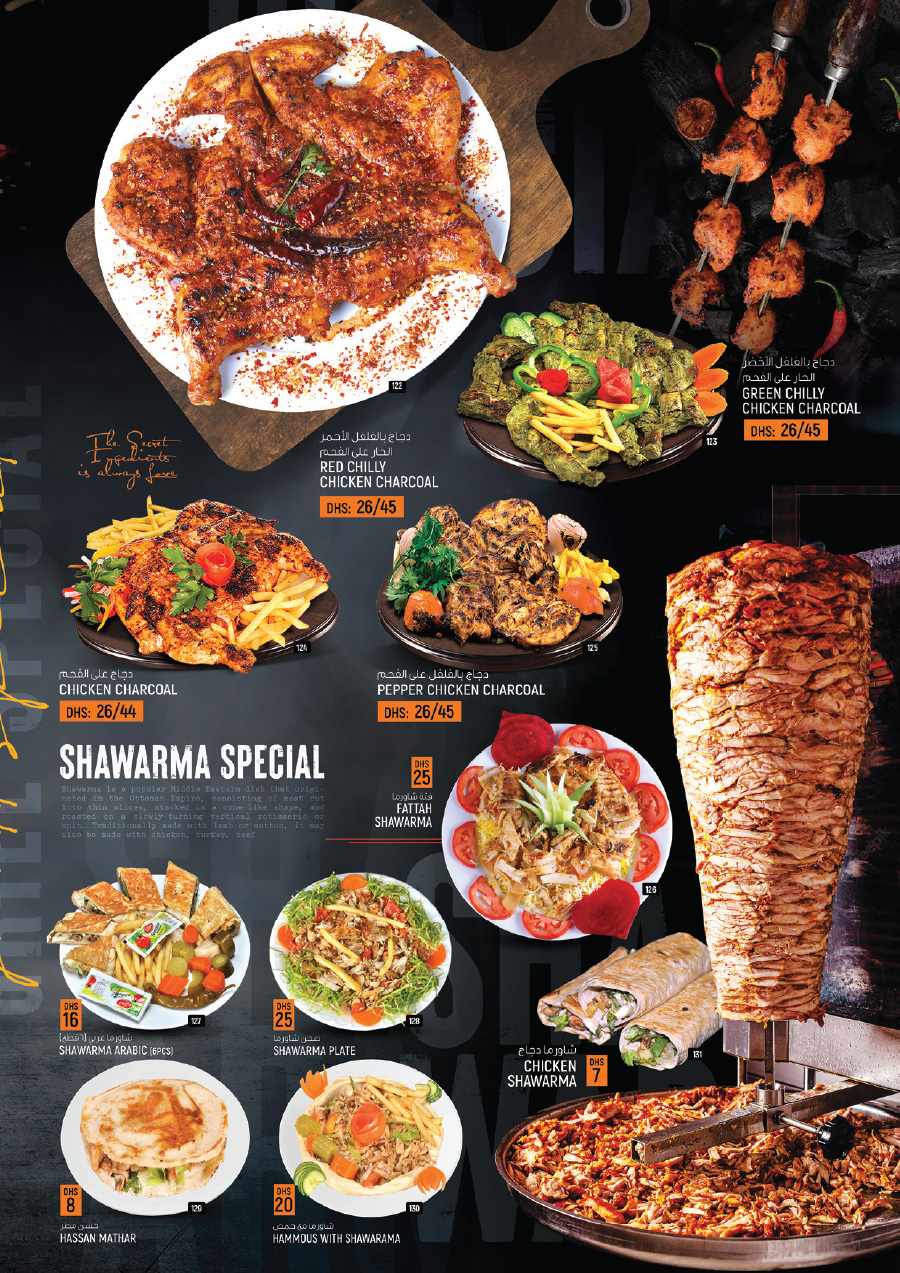 122
دجاج بالفلفل الأخضر
الحار على الفحم
GREEN CHILLY
CHICKEN CHARCOAL
DHS: 26/45
123
The Secret
Ingredients
is always Love
دجاج بالفلفل الأحمر
الحار على الفحم
RED CHILLY
CHICKEN CHARCOAL
DHS: 26/45
124
دجاج على الفحم
CHICKEN CHARCOAL
DHS: 26/44
125
دجاج بالفلفل على الفحم
PEPPER CHICKEN CHARCOAL
DHS: 26/45
SHAWARMA SPECIAL
Shawarma is a popular Middle Eastern dish that origi-
nated in the Ottoman Empire, consisting of meat cut
into thin slices, stacked in a cone-like shape, and
roasted on a slowly-turning vertical rotisserie or
spit. Traditionally made with lamb or mutton, it may
also be made with chicken, turkey, beef
DHS
25
فتة شاورما
FATTAH
SHAWARMA
126
DHS
16
127
شاورما عربي (٦ قطع)
SHAWARMA ARABIC (6PCS)
DHS
25
128
صحن شاورما
SHAWARMA PLATE
131
شاورما دجاج
CHICKEN
SHAWARMA
DHS
7
DHS
8
129
حسن مطر
HASSAN MATHAR
DHS
20
130
شاورما مع حمص
HAMMOUS WITH SHAWARAMA